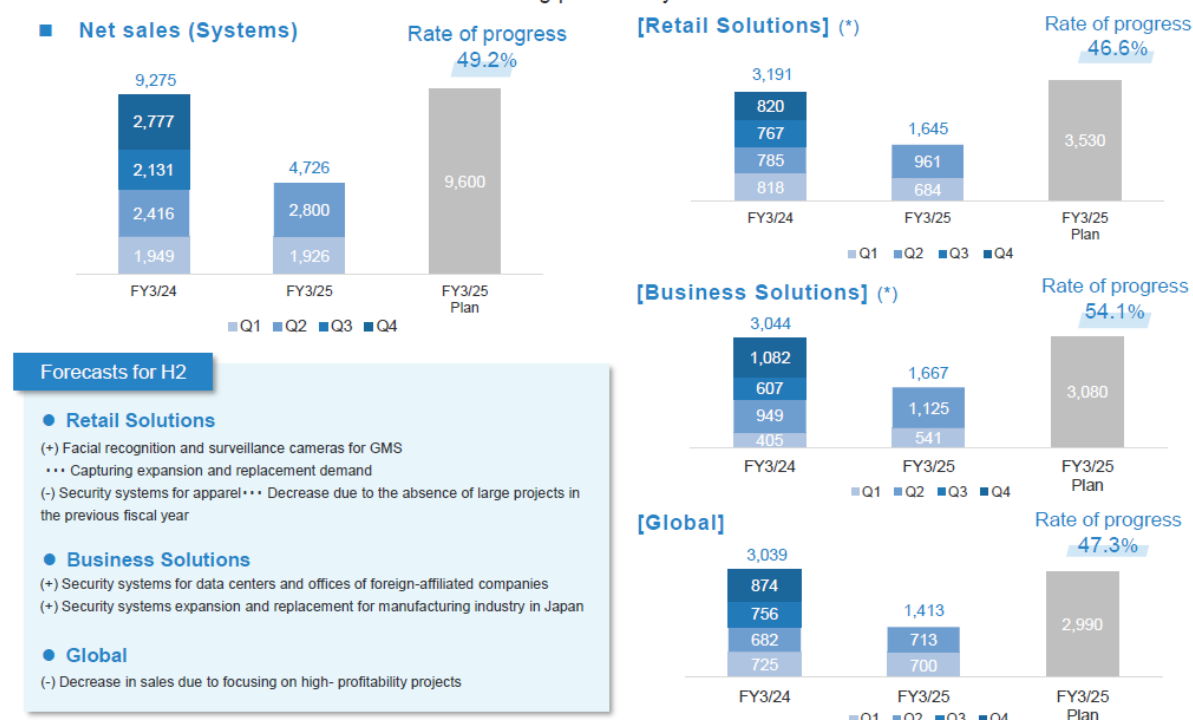 ■ Net sales (Systems)
Rate of progress
49.2%
9,275
2,777
2,131
2,416
1,949
4,726
2,800
1,926
9,600
FY3/24 FY3/25 FY3/25
Plan
Q1 Q2 Q3 Q4
Forecasts for H2
● Retail Solutions
(+) Facial recognition and surveillance cameras for GMS
･･･ Capturing expansion and replacement demand
(-) Security systems for apparel･･･ Decrease due to the absence of large projects in
the previous fiscal year
● Business Solutions
(+) Security systems for data centers and offices of foreign-affiliated companies
(+) Security systems expansion and replacement for manufacturing industry in Japan
● Global
(-) Decrease in sales due to focusing on high- profitability projects
[Retail Solutions] (*)
Rate of progress
46.6%
3,191
820
767
785
818
1,645
961
684
3,530
FY3/24 FY3/25 FY3/25
Plan
Q1 Q2 Q3 Q4
[Business Solutions] (*)
Rate of progress
54.1%
3,044
1,082
607
949
405
1,667
1,125
541
3,080
FY3/24 FY3/25 FY3/25
Plan
Q1 Q2 Q3 Q4
[Global]
Rate of progress
47.3%
3,039
874
756
682
725
1,413
713
700
2,990
FY3/24 FY3/25 FY3/25
Plan
Q1 Q2 Q3 Q4